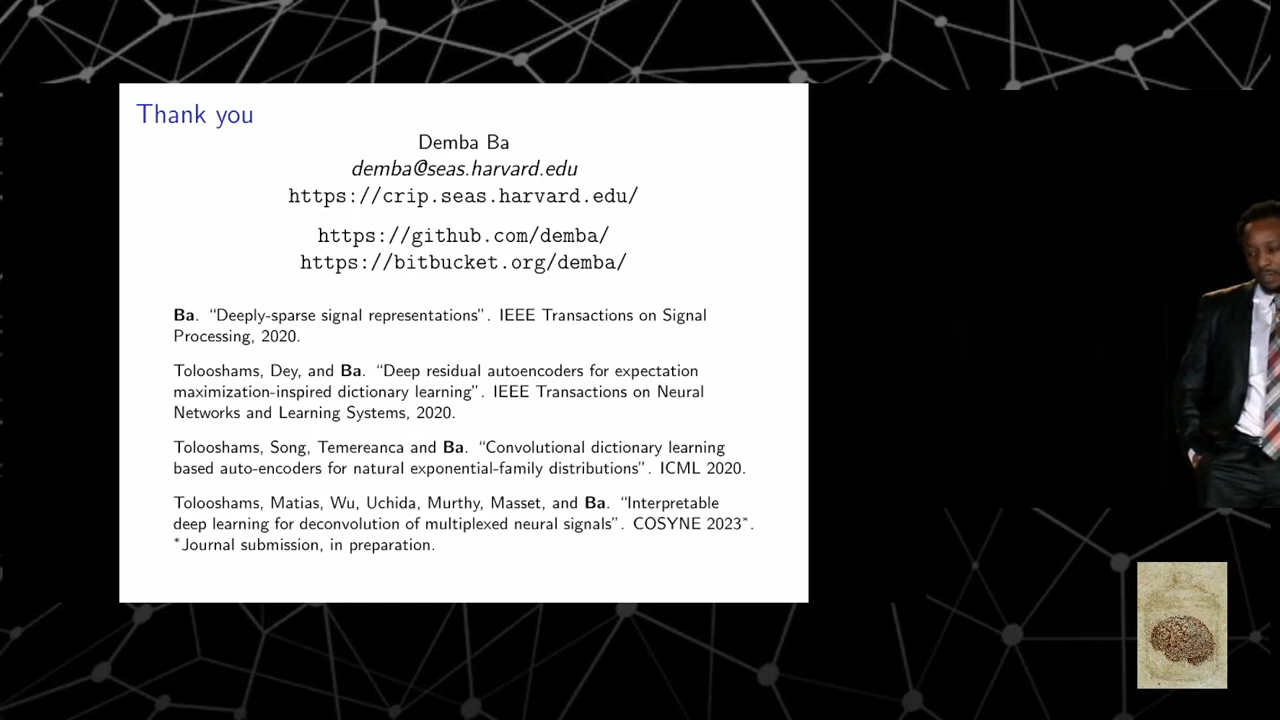 Thank you
Demba Ba
demba@seas.harvard.edu
https://crip.seas.harvard.edu/
https://github.com/demba/
https://bitbucket.org/demba/
Ba. “Deeply-sparse signal representations”. IEEE Transactions on Signal
Processing, 2020.
Tolooshams, Dey, and Ba. “Deep residual autoencoders for expectation
maximization-inspired dictionary learning”. IEEE Transactions on Neural
Networks and Learning Systems, 2020.
Tolooshams, Song, Temereanca and Ba. “Convolutional dictionary learning
based auto-encoders for natural exponential-family distributions”. ICML 2020.
Tolooshams, Matias, Wu, Uchida, Murthy, Masset, and Ba. “Interpretable
deep learning for deconvolution of multiplexed neural signals”. COSYNE 2023*.
*Journal submission, in preparation.